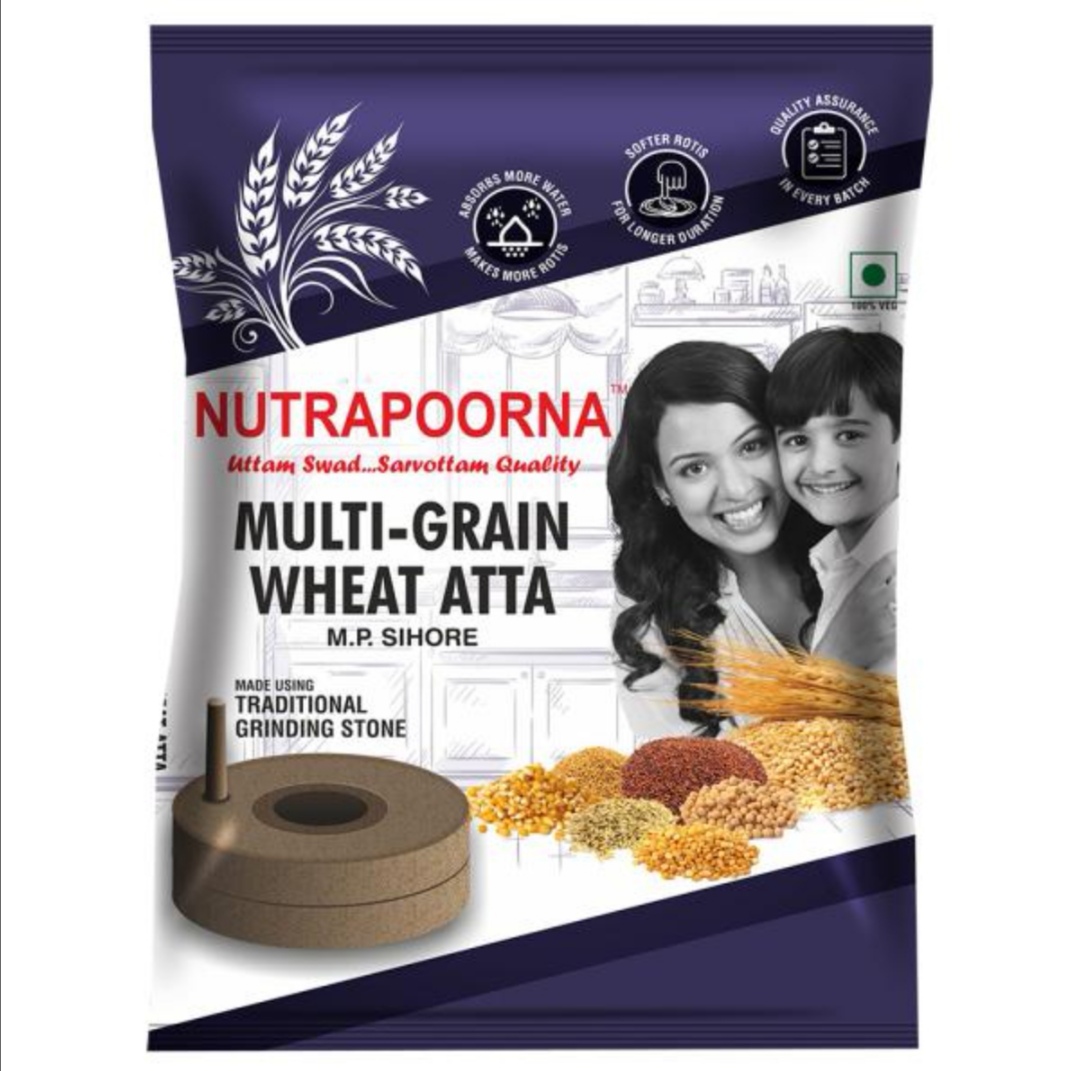 ABSORBS MORE WATER
MAKES MORE ROTIS
SOFTER ROTIS
FOR LONGER DURATION
QUALITY ASSURANCE
IN EVERY BATCH
100% VEG
NUTRAPOORNA™
Uttam Swad...Sarvottam Quality
MULTI-GRAIN
WHEAT ATTA
M.P. SIHORE
MADE USING
TRADITIONAL
GRINDING STONE